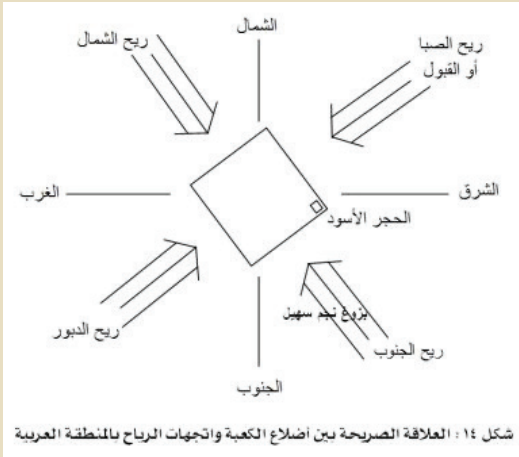 الشمال
ريح الشمال
ريح الصبا
أو القبول
الشرق
الغرب
الحجر الأسود
بزوغ نجم سهيل
ريح الدبور
ريح الجنوب
الجنوب
شكل ١٤ : العلاقة الصريحة بين أضلاع الكعبة واتجهات الرياح بالمنطقة العربية